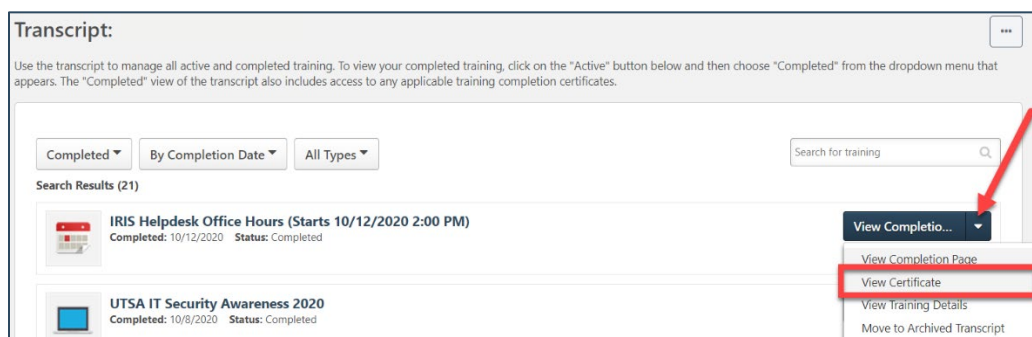 Transcript:
...
Use the transcript to manage all active and completed training. To view your completed training, click on the "Active" button below and then choose "Completed" from the dropdown menu that
appears. The "Completed" view of the transcript also includes access to any applicable training completion certificates.
Completed
By Completion Date
All Types
Search for training
Search Results (21)
IRIS Helpdesk Office Hours (Starts 10/12/2020 2:00 PM)
Completed: 10/12/2020 Status: Completed
View Completio...
View Completion Page
View Certificate
View Training Details
Move to Archived Transcript
UTSA IT Security Awareness 2020
Completed: 10/8/2020 Status: Completed